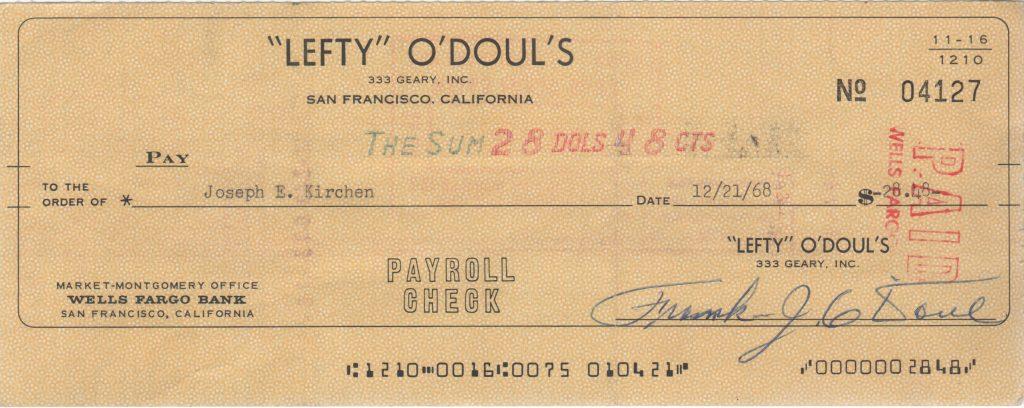 "LEFTY" O'DOUL'S
333 GEARY, INC.
SAN FRANCISCO, CALIFORNIA
11-16
1210
Nº 04127
THE SUM 28 DOLS 48 CTS
PAY
TO THE
ORDER OF * Joseph E. Kirchen DATE 12/21/68 $-28.48-
PAID
WELLS FARG
"LEFTY" O'DOUL'S
333 GEARY, INC.
PAYROLL
CHECK
MARKET-MONTGOMERY OFFICE
WELLS FARGO BANK
SAN FRANCISCO, CALIFORNIA
Frank J. O'Doul
⑆1210⑉0016⑆0075 010421⑈ ⑇0000002848⑇